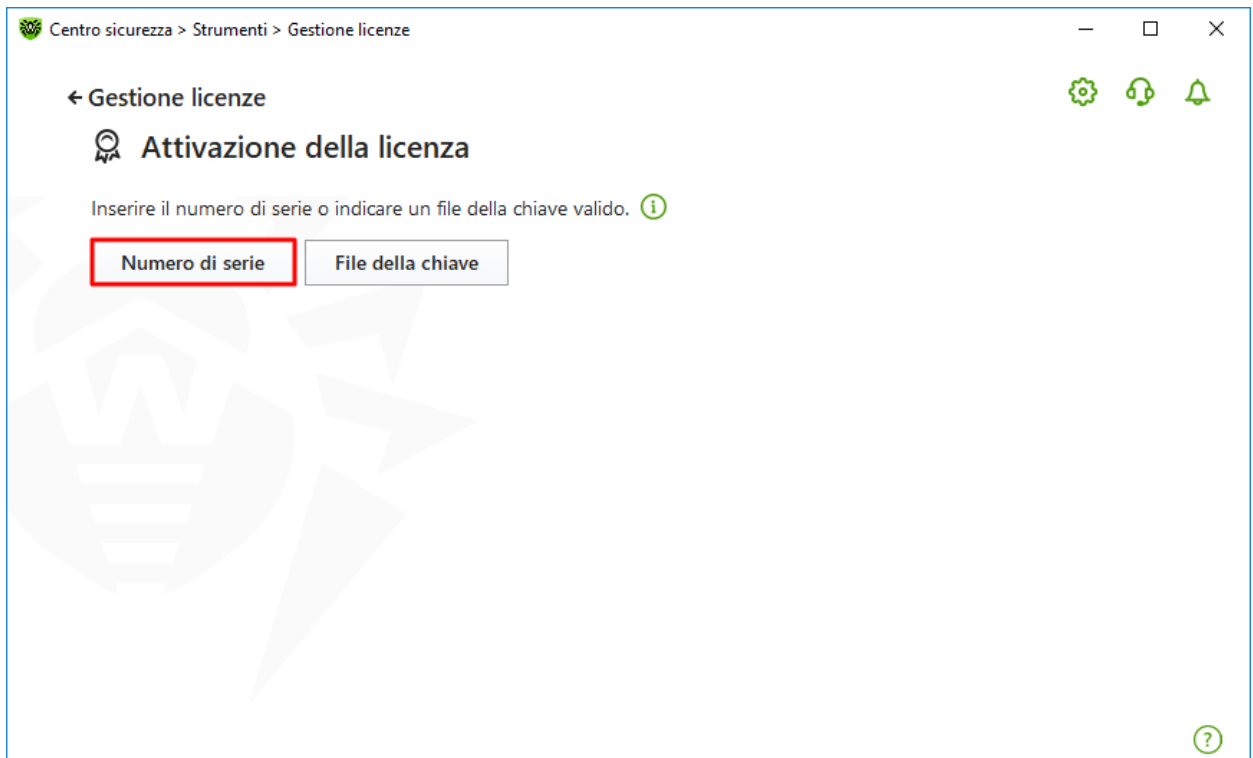 Centro sicurezza > Strumenti > Gestione licenze
Gestione licenze
Attivazione della licenza
Inserire il numero di serie o indicare un file della chiave valido.
Numero di serie
File della chiave